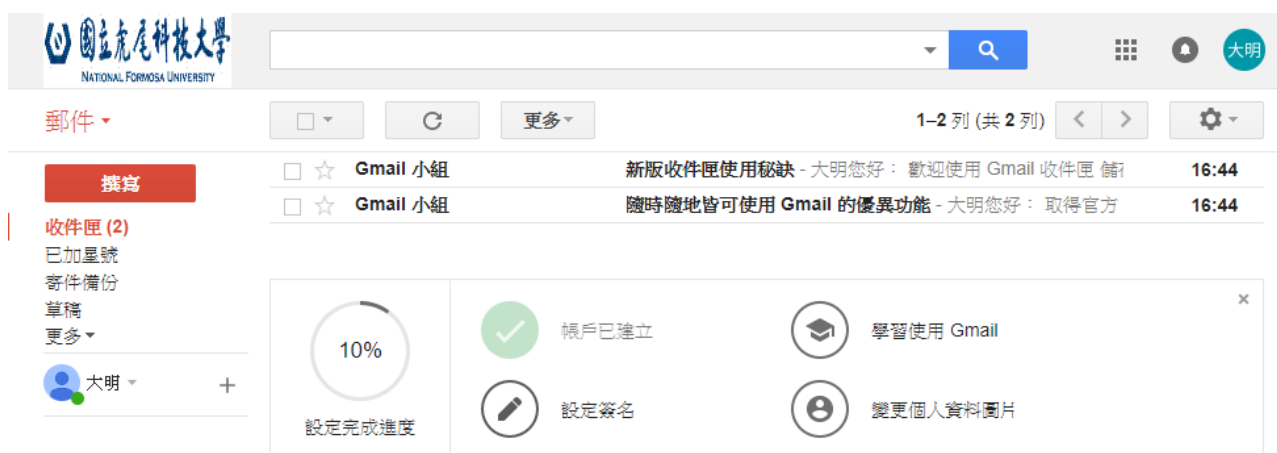 國立虎尾科技大學
NATIONAL FORMOSA UNIVERSITY
大明
郵件
更多
1–2 列 (共 2 列)
撰寫
Gmail 小組 新版收件匣使用秘訣 - 大明您好： 歡迎使用 Gmail 收件匣 16:44
Gmail 小組 隨時隨地皆可使用 Gmail 的優異功能 - 大明您好： 取得官方 16:44
收件匣 (2)
已加星號
寄件備份
草稿
更多
大明
10%
設定完成進度
帳戶已建立
學習使用 Gmail
設定簽名
變更個人資料圖片